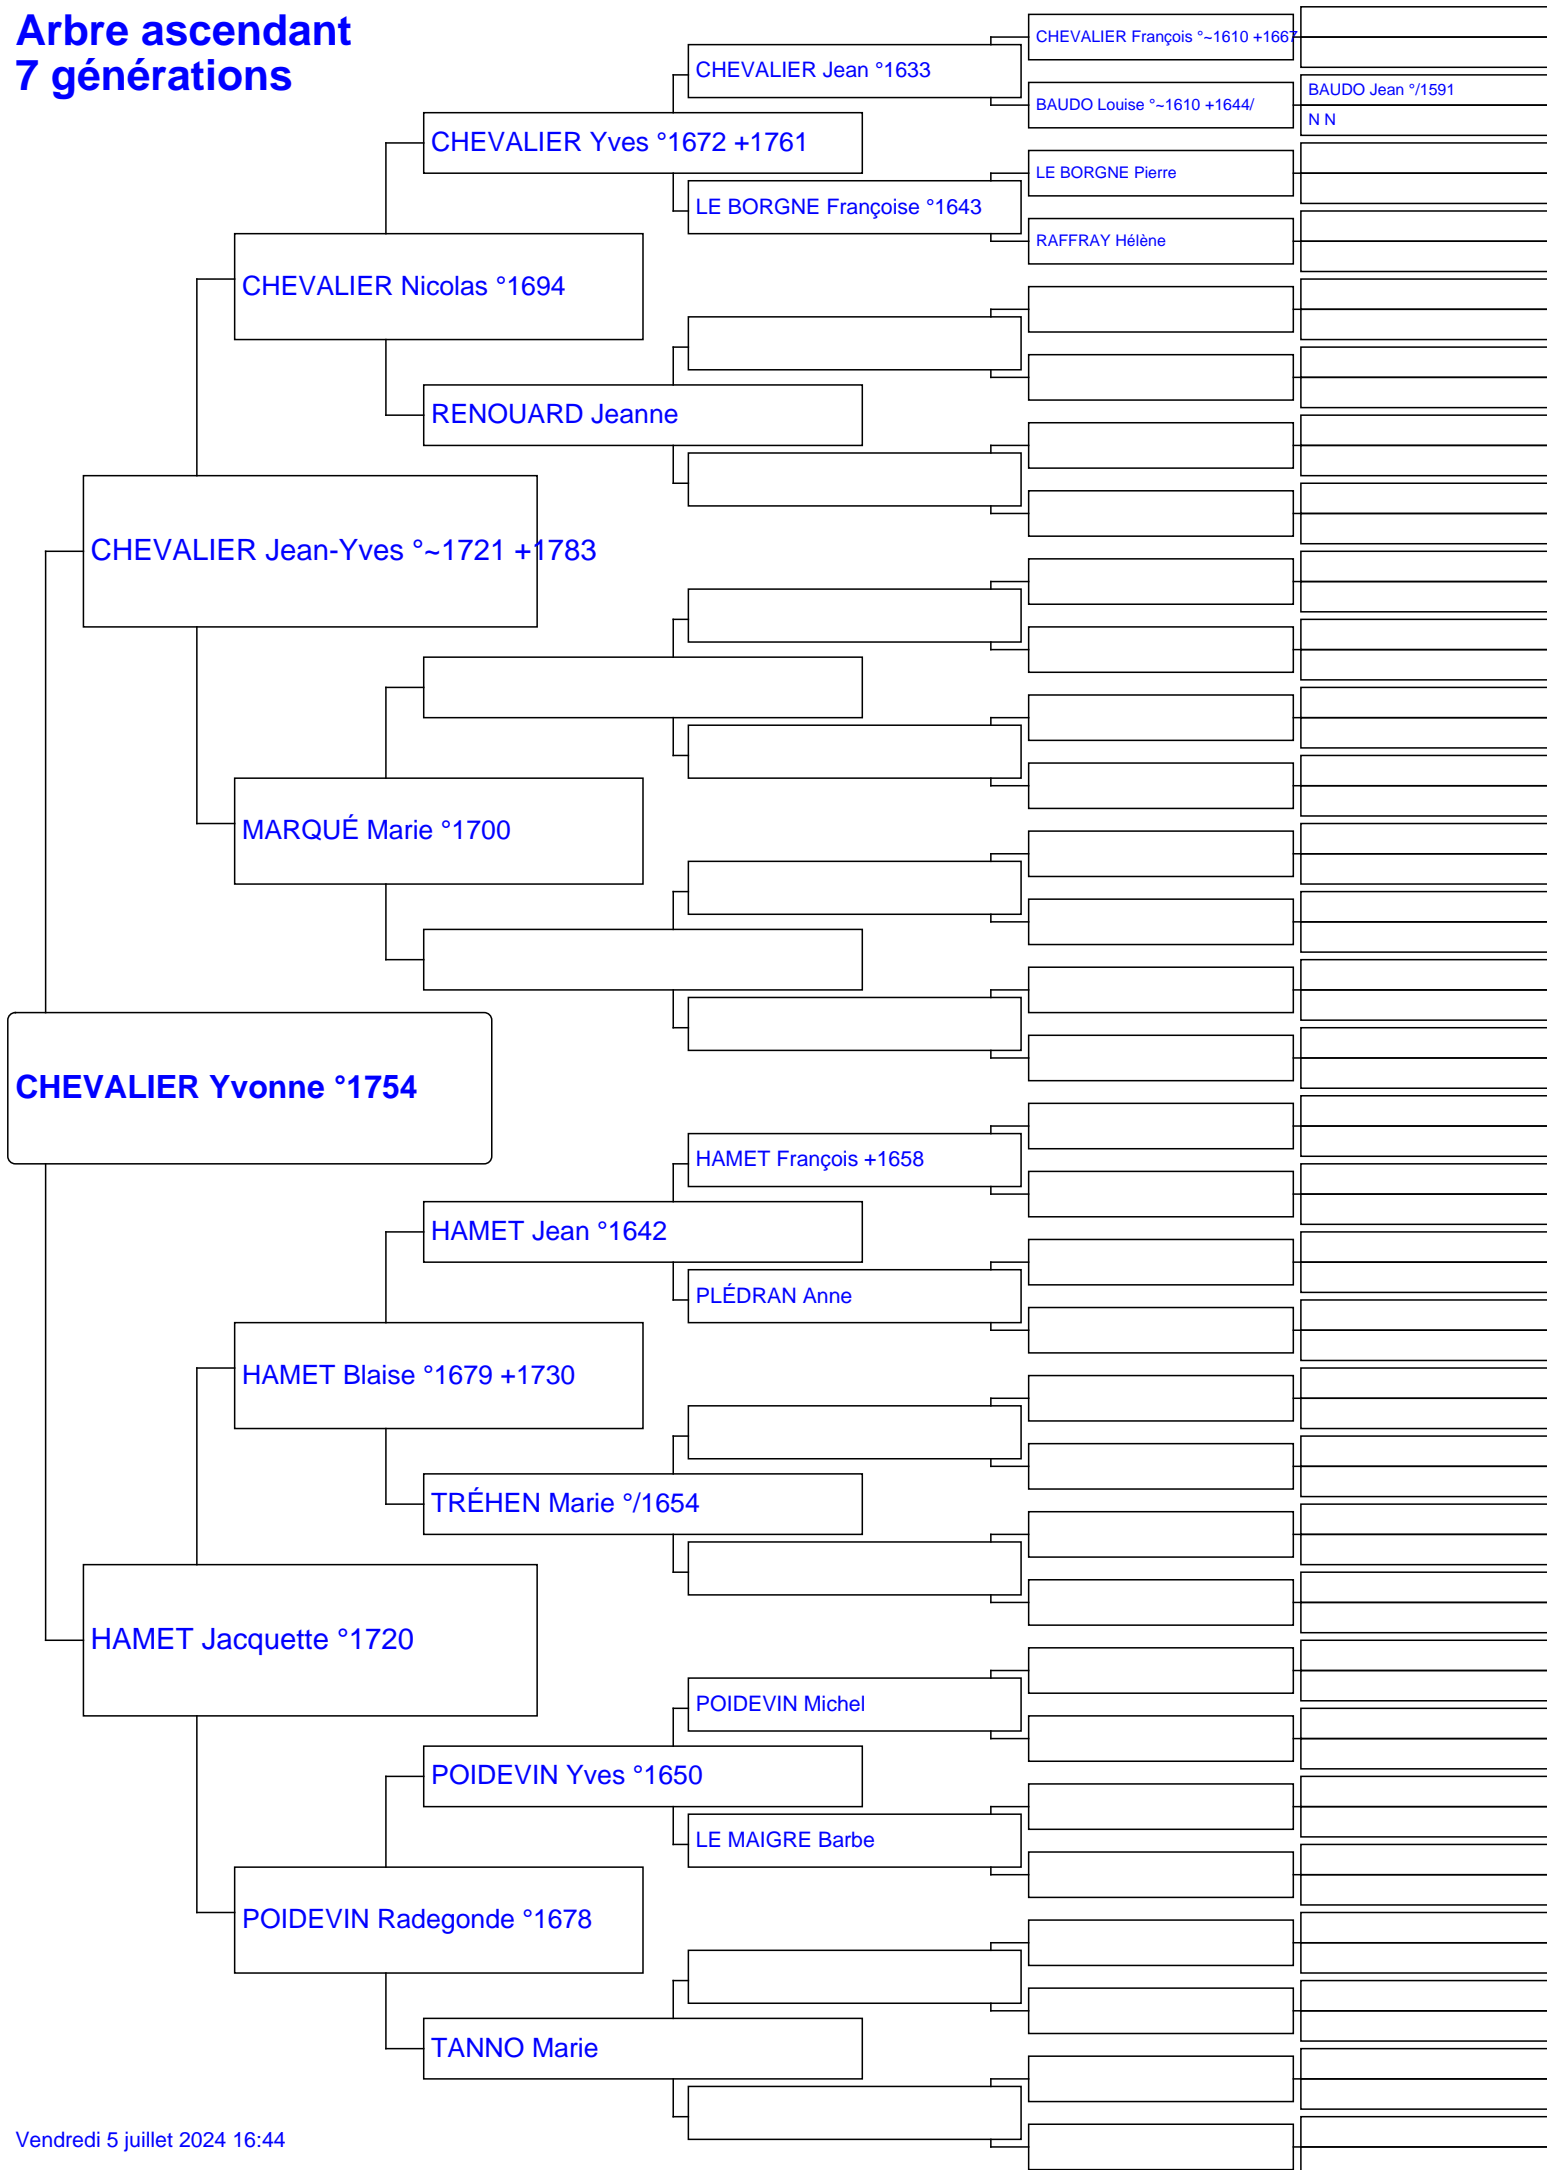 Arbre ascendant
7 générations
CHEVALIER François °~1610 +1667
CHEVALIER Jean °1633
BAUDO Jean °/1591
BAUDO Louise °~1610 +1644/
N N
CHEVALIER Yves °1672 +1761
LE BORGNE Pierre
LE BORGNE Françoise °1643
RAFFRAY Hélène
CHEVALIER Nicolas °1694
RENOUARD Jeanne
CHEVALIER Jean-Yves °~1721 +1783
MARQUÉ Marie °1700
CHEVALIER Yvonne °1754
HAMET François +1658
HAMET Jean °1642
PLÉDRAN Anne
HAMET Blaise °1679 +1730
TRÉHEN Marie °/1654
HAMET Jacquette °1720
POIDEVIN Michel
POIDEVIN Yves °1650
LE MAIGRE Barbe
POIDEVIN Radegonde °1678
TANNO Marie
Vendredi 5 juillet 2024 16:44